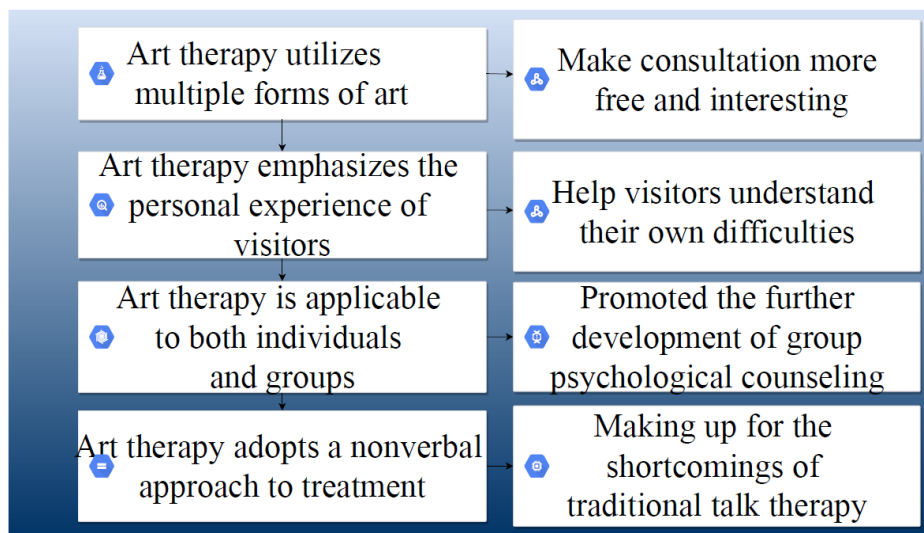 Art therapy utilizes
multiple forms of art
Make consultation more
free and interesting
Art therapy emphasizes the
personal experience of
visitors
Help visitors understand
their own difficulties
Art therapy is applicable
to both individuals
and groups
Promoted the further
development of group
psychological counseling
Art therapy adopts a nonverbal
approach to treatment
Making up for the
shortcomings of
traditional talk therapy